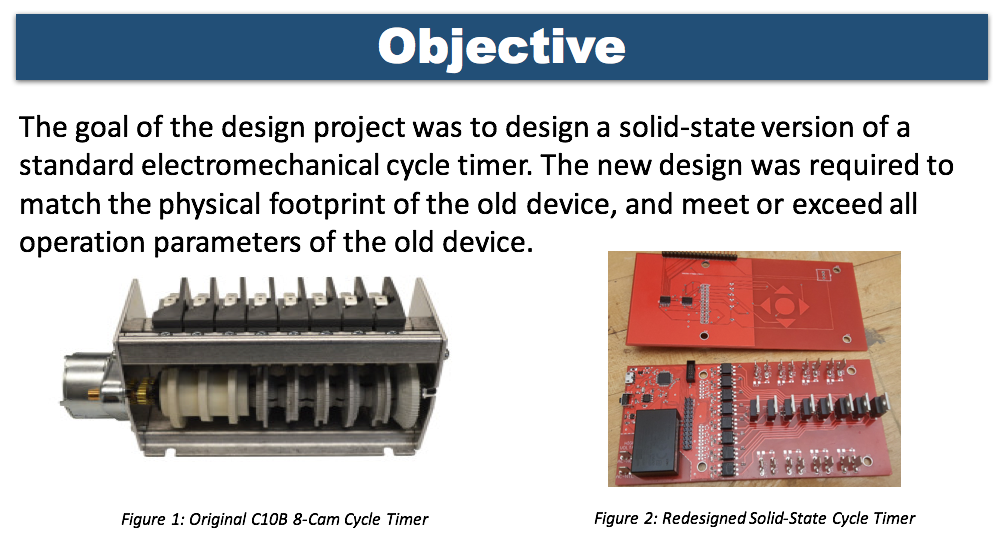 Objective
The goal of the design project was to design a solid-state version of a
standard electromechanical cycle timer. The new design was required to
match the physical footprint of the old device, and meet or exceed all
operation parameters of the old device.
Figure 1: Original C10B 8-Cam Cycle Timer
Figure 2: Redesigned Solid-State Cycle Timer